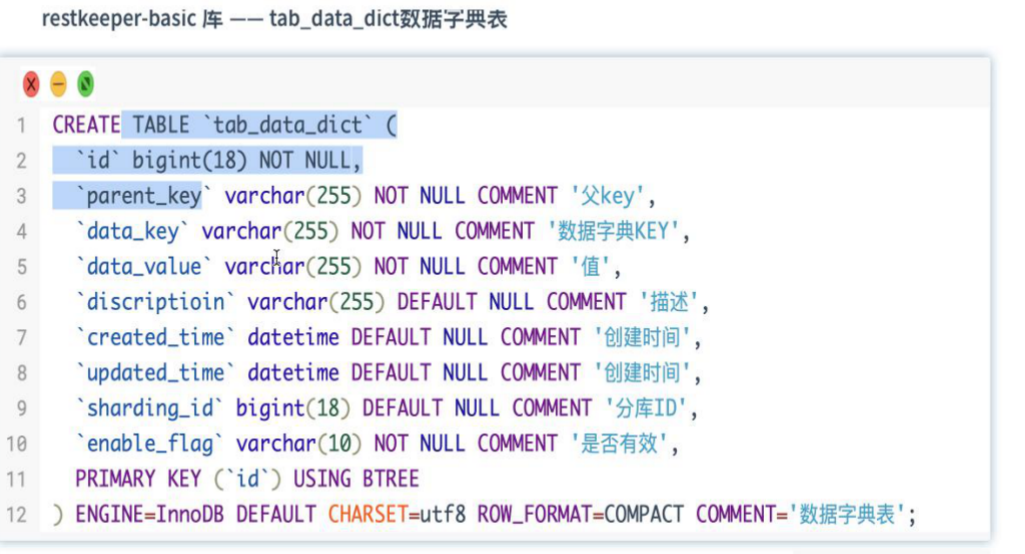 restkeeper-basic 库 —— tab_data_dict数据字典表
1 CREATE TABLE `tab_data_dict` (
2 `id` bigint(18) NOT NULL,
3 `parent_key` varchar(255) NOT NULL COMMENT '父key',
4 `data_key` varchar(255) NOT NULL COMMENT '数据字典KEY',
5 `data_value` varchar(255) NOT NULL COMMENT '值',
6 `discriptioin` varchar(255) DEFAULT NULL COMMENT '描述',
7 `created_time` datetime DEFAULT NULL COMMENT '创建时间',
8 `updated_time` datetime DEFAULT NULL COMMENT '创建时间',
9 `sharding_id` bigint(18) DEFAULT NULL COMMENT '分库ID',
10 `enable_flag` varchar(10) NOT NULL COMMENT '是否有效',
11 PRIMARY KEY (`id`) USING BTREE
12 ) ENGINE=InnoDB DEFAULT CHARSET=utf8 ROW_FORMAT=COMPACT COMMENT='数据字典表';